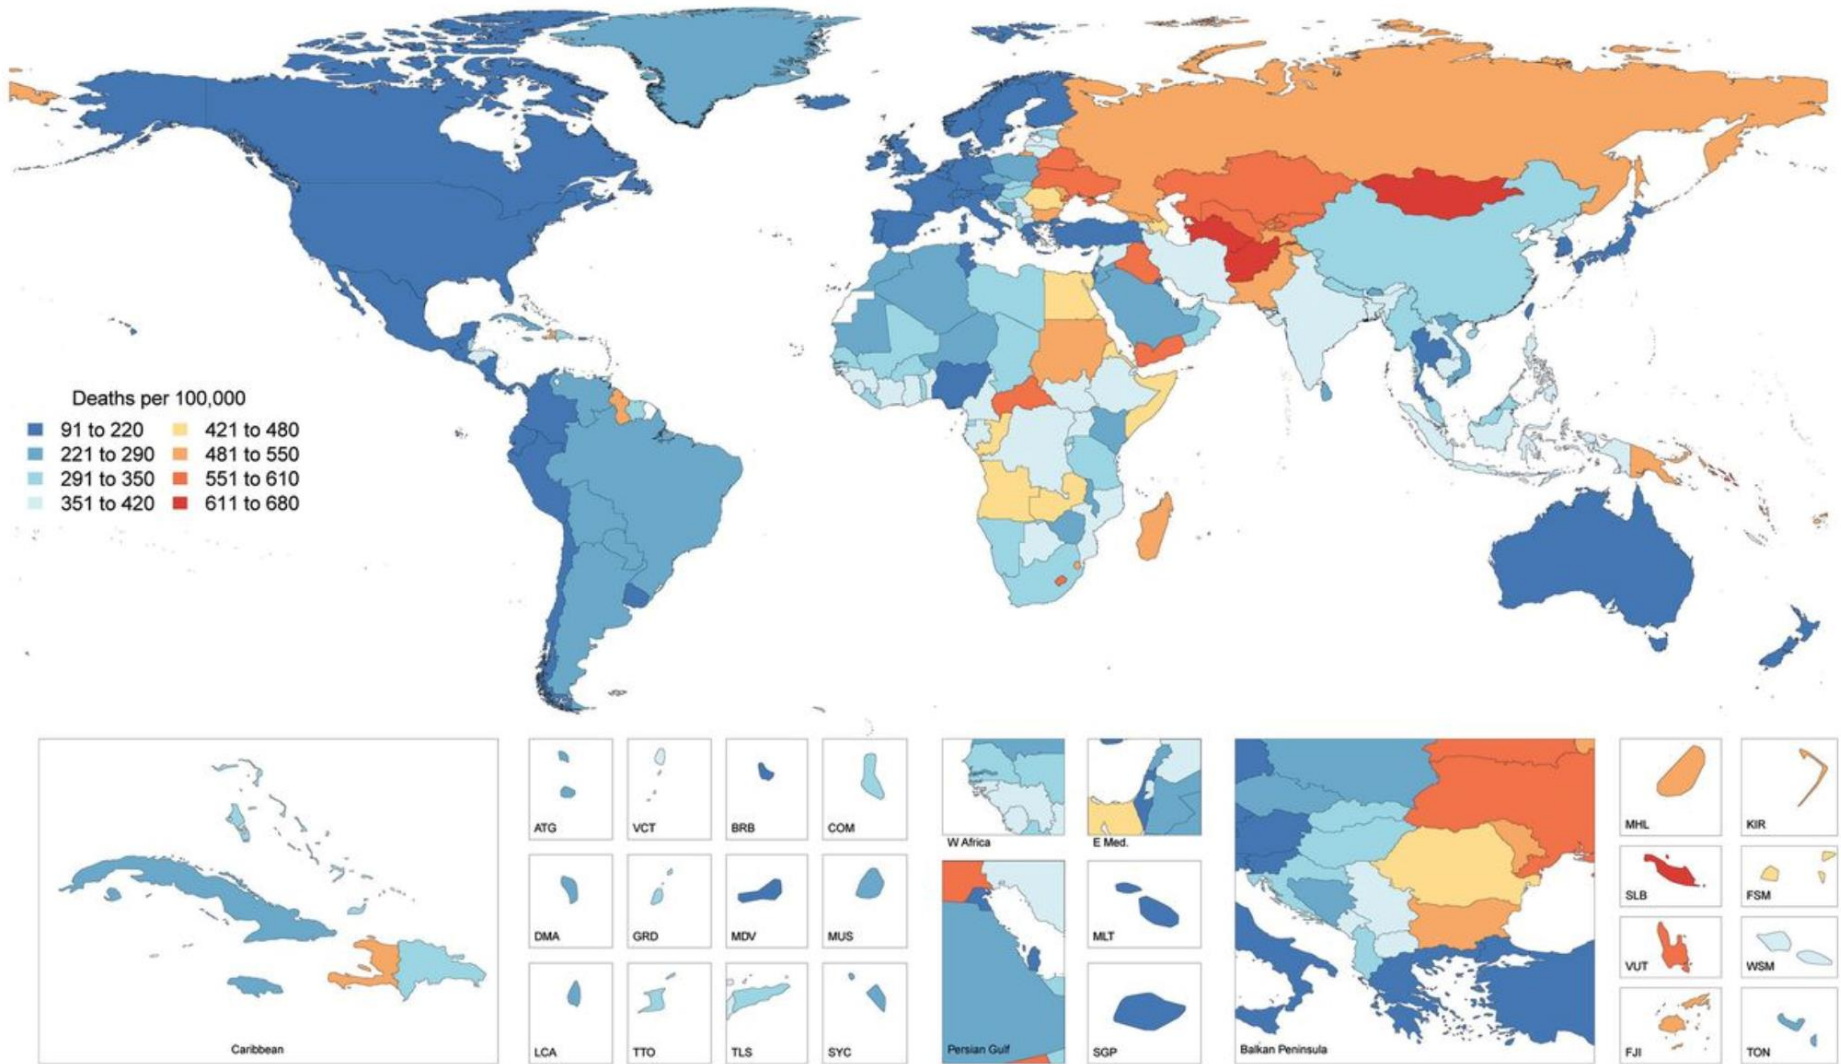 Deaths per 100,000
91 to 220
421 to 480
221 to 290
481 to 550
291 to 350
551 to 610
351 to 420
611 to 680
Caribbean
ATG
VCT
BRB
COM
DMA
GRD
MDV
MUS
LCA
TTO
TLS
SYC
W Africa
E Med.
Persian Gulf
MLT
SGP
Balkan Peninsula
MHL
KIR
SLB
FSM
VUT
WSM
FJI
TON